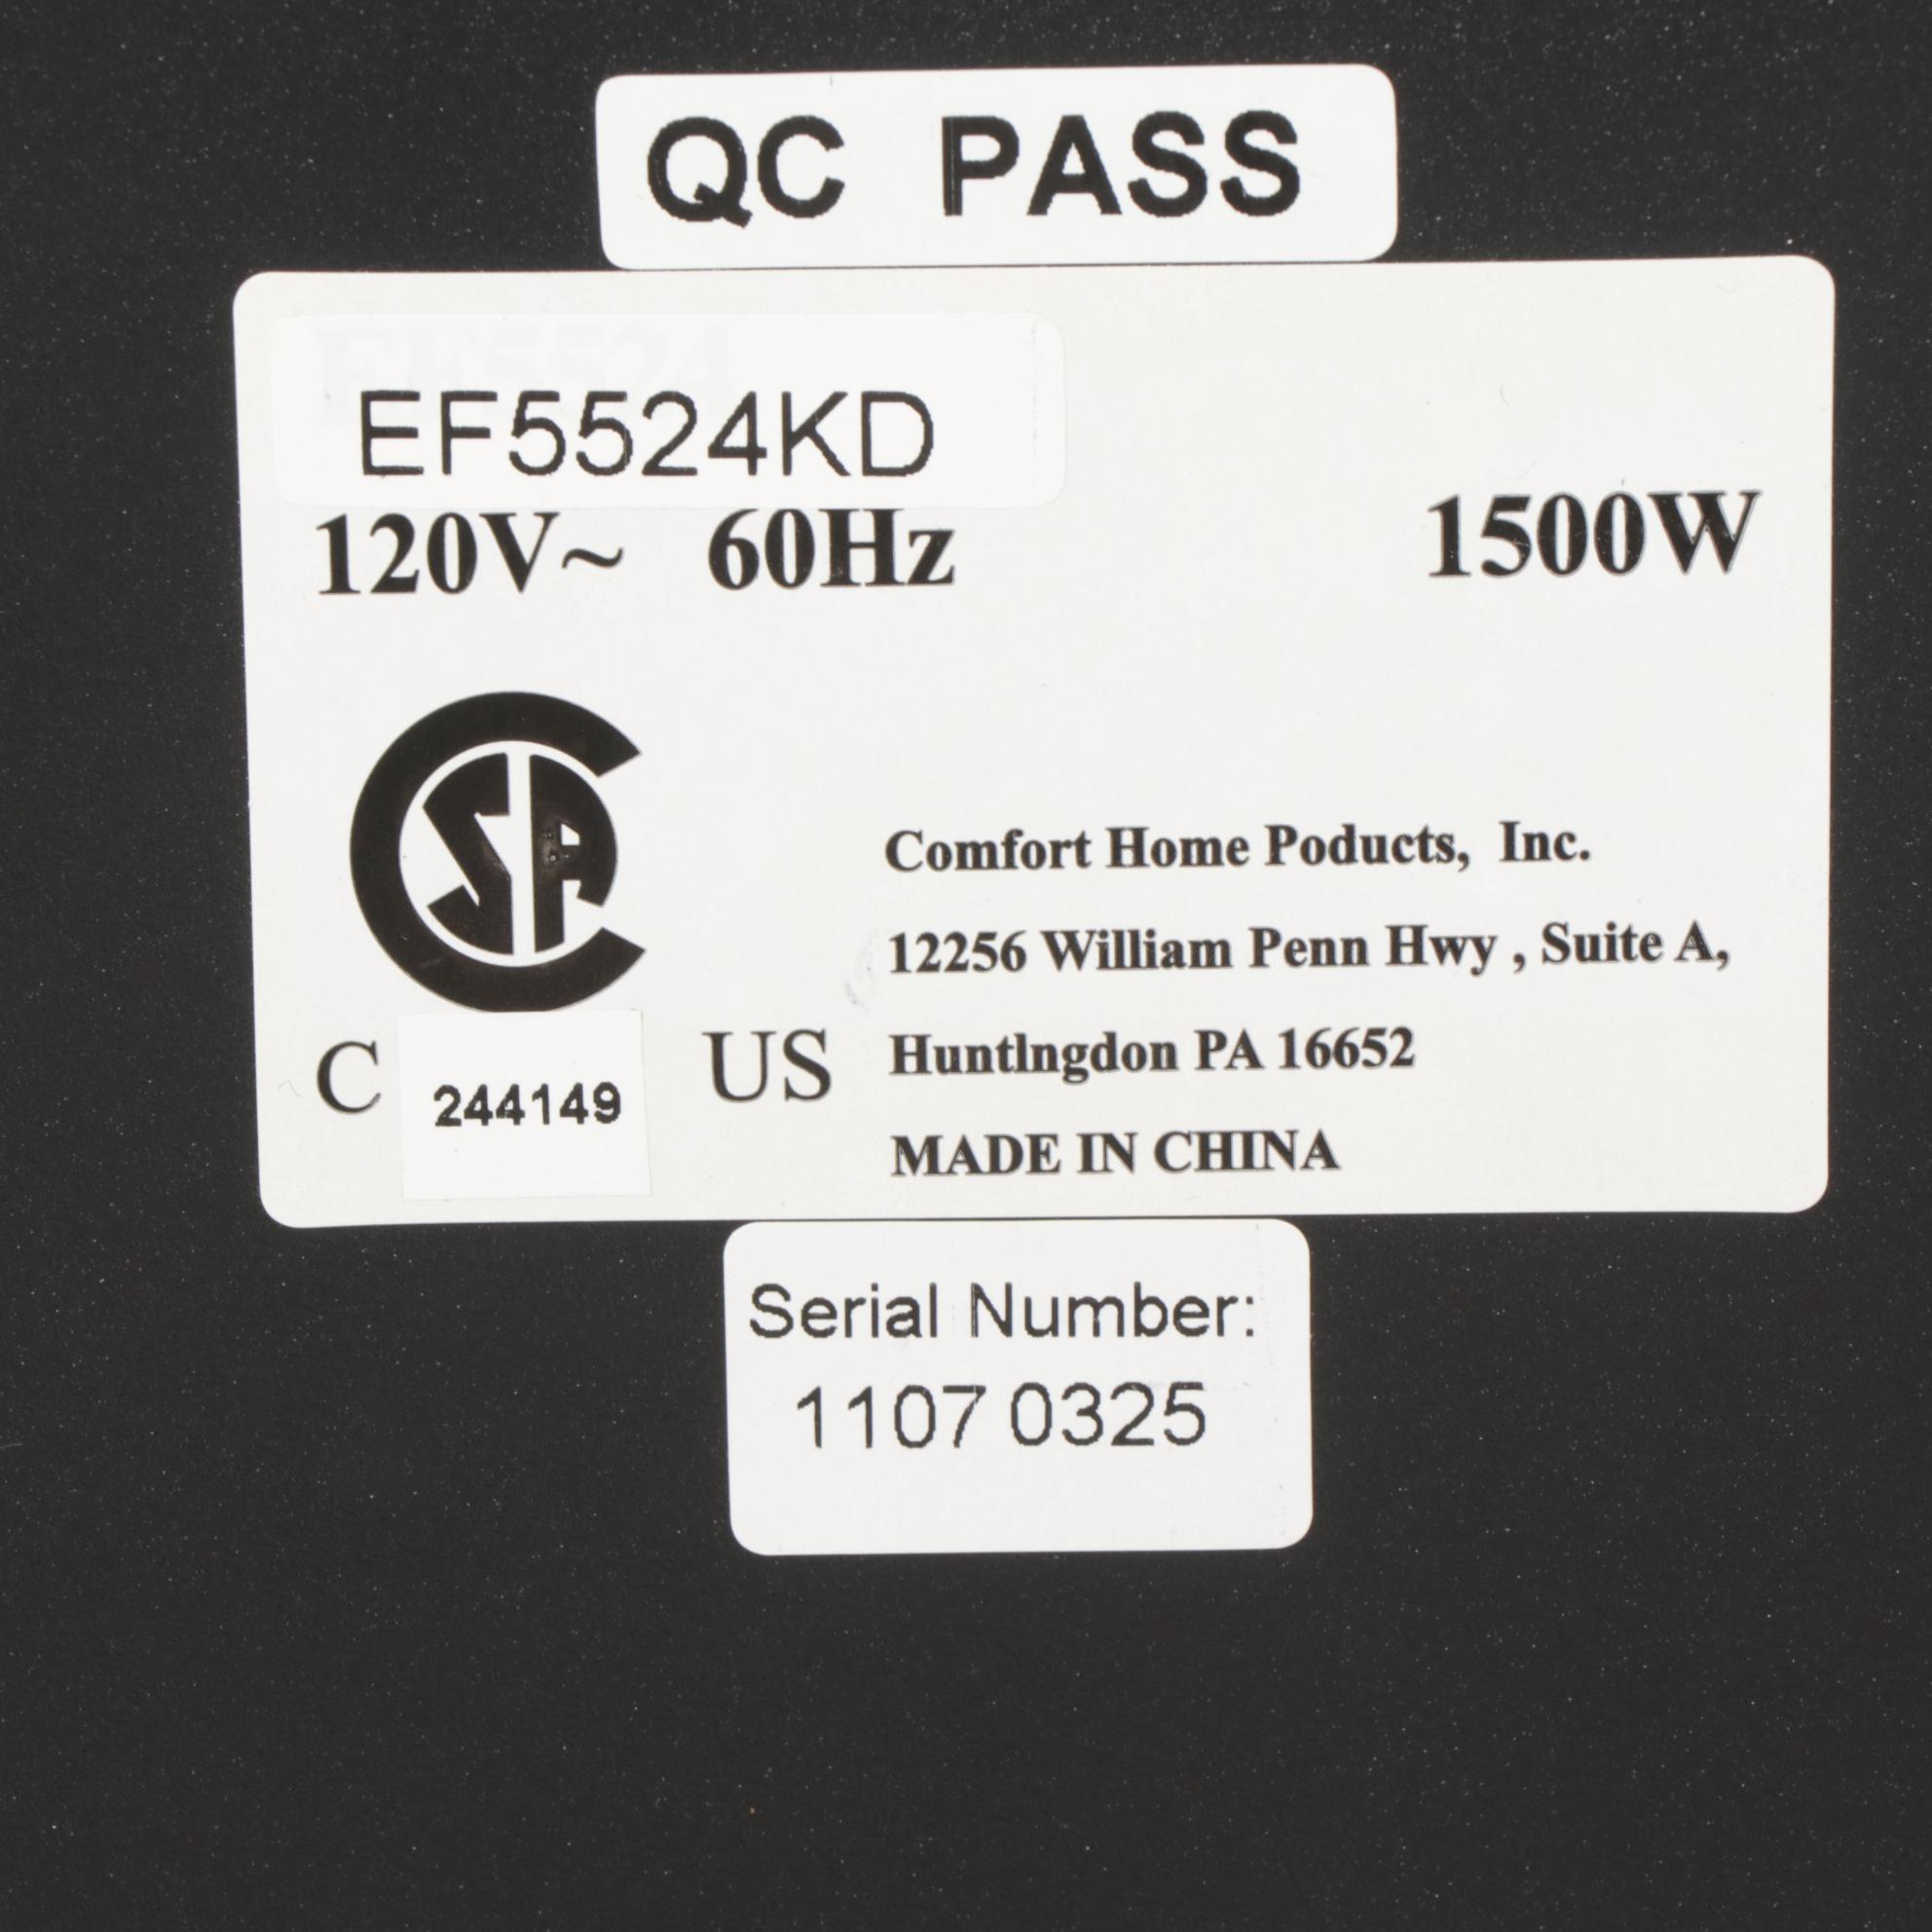 QC PASS
EF5524KD
120V~ 60Hz 1500W
CSA
Comfort Home Poducts, Inc.
12256 William Penn Hwy , Suite A,
C 244149 US
Huntlngdon PA 16652
MADE IN CHINA
Serial Number:
1107 0325